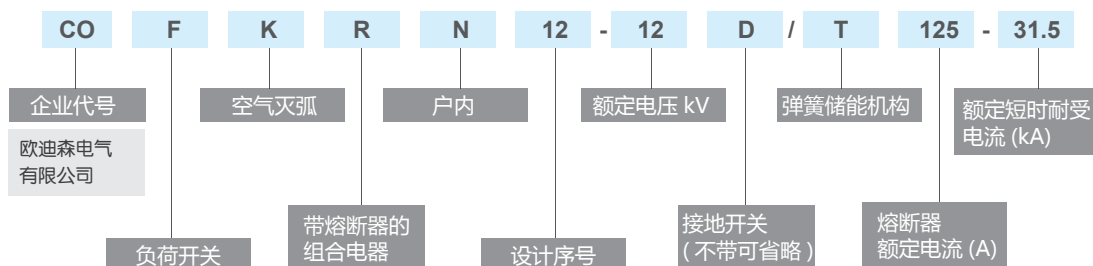 CO F K R N 12 - 12 D / T 125 - 31.5
企业代号
空气灭弧
户内
额定电压 kV
弹簧储能机构
额定短时耐受
电流 (kA)
欧迪森电气
有限公司
负荷开关
带熔断器的
组合电器
设计序号
接地开关
( 不带可省略 )
熔断器
额定电流 (A)